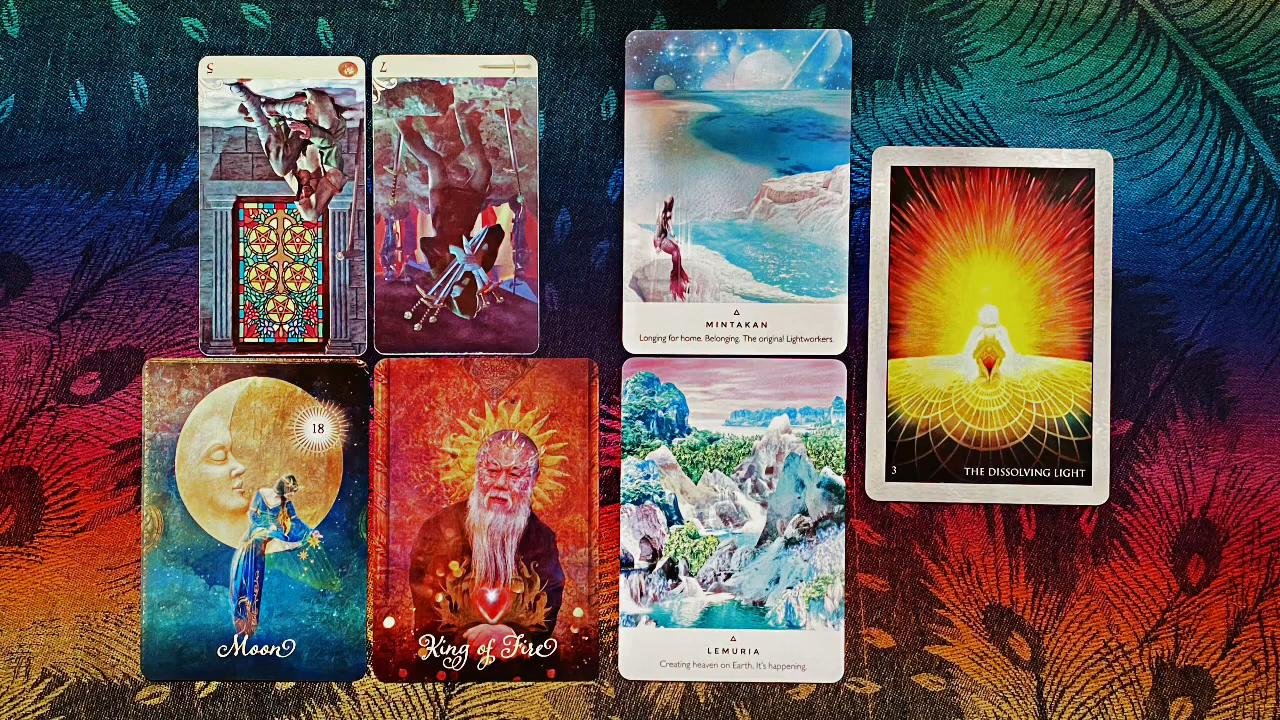 5
7
MINTAKAN
Longing for home. Belonging. The original Lightworkers.
18
Moon
King of Fire
LEMURIA
Creating heaven on Earth. It's happening.
3
THE DISSOLVING LIGHT